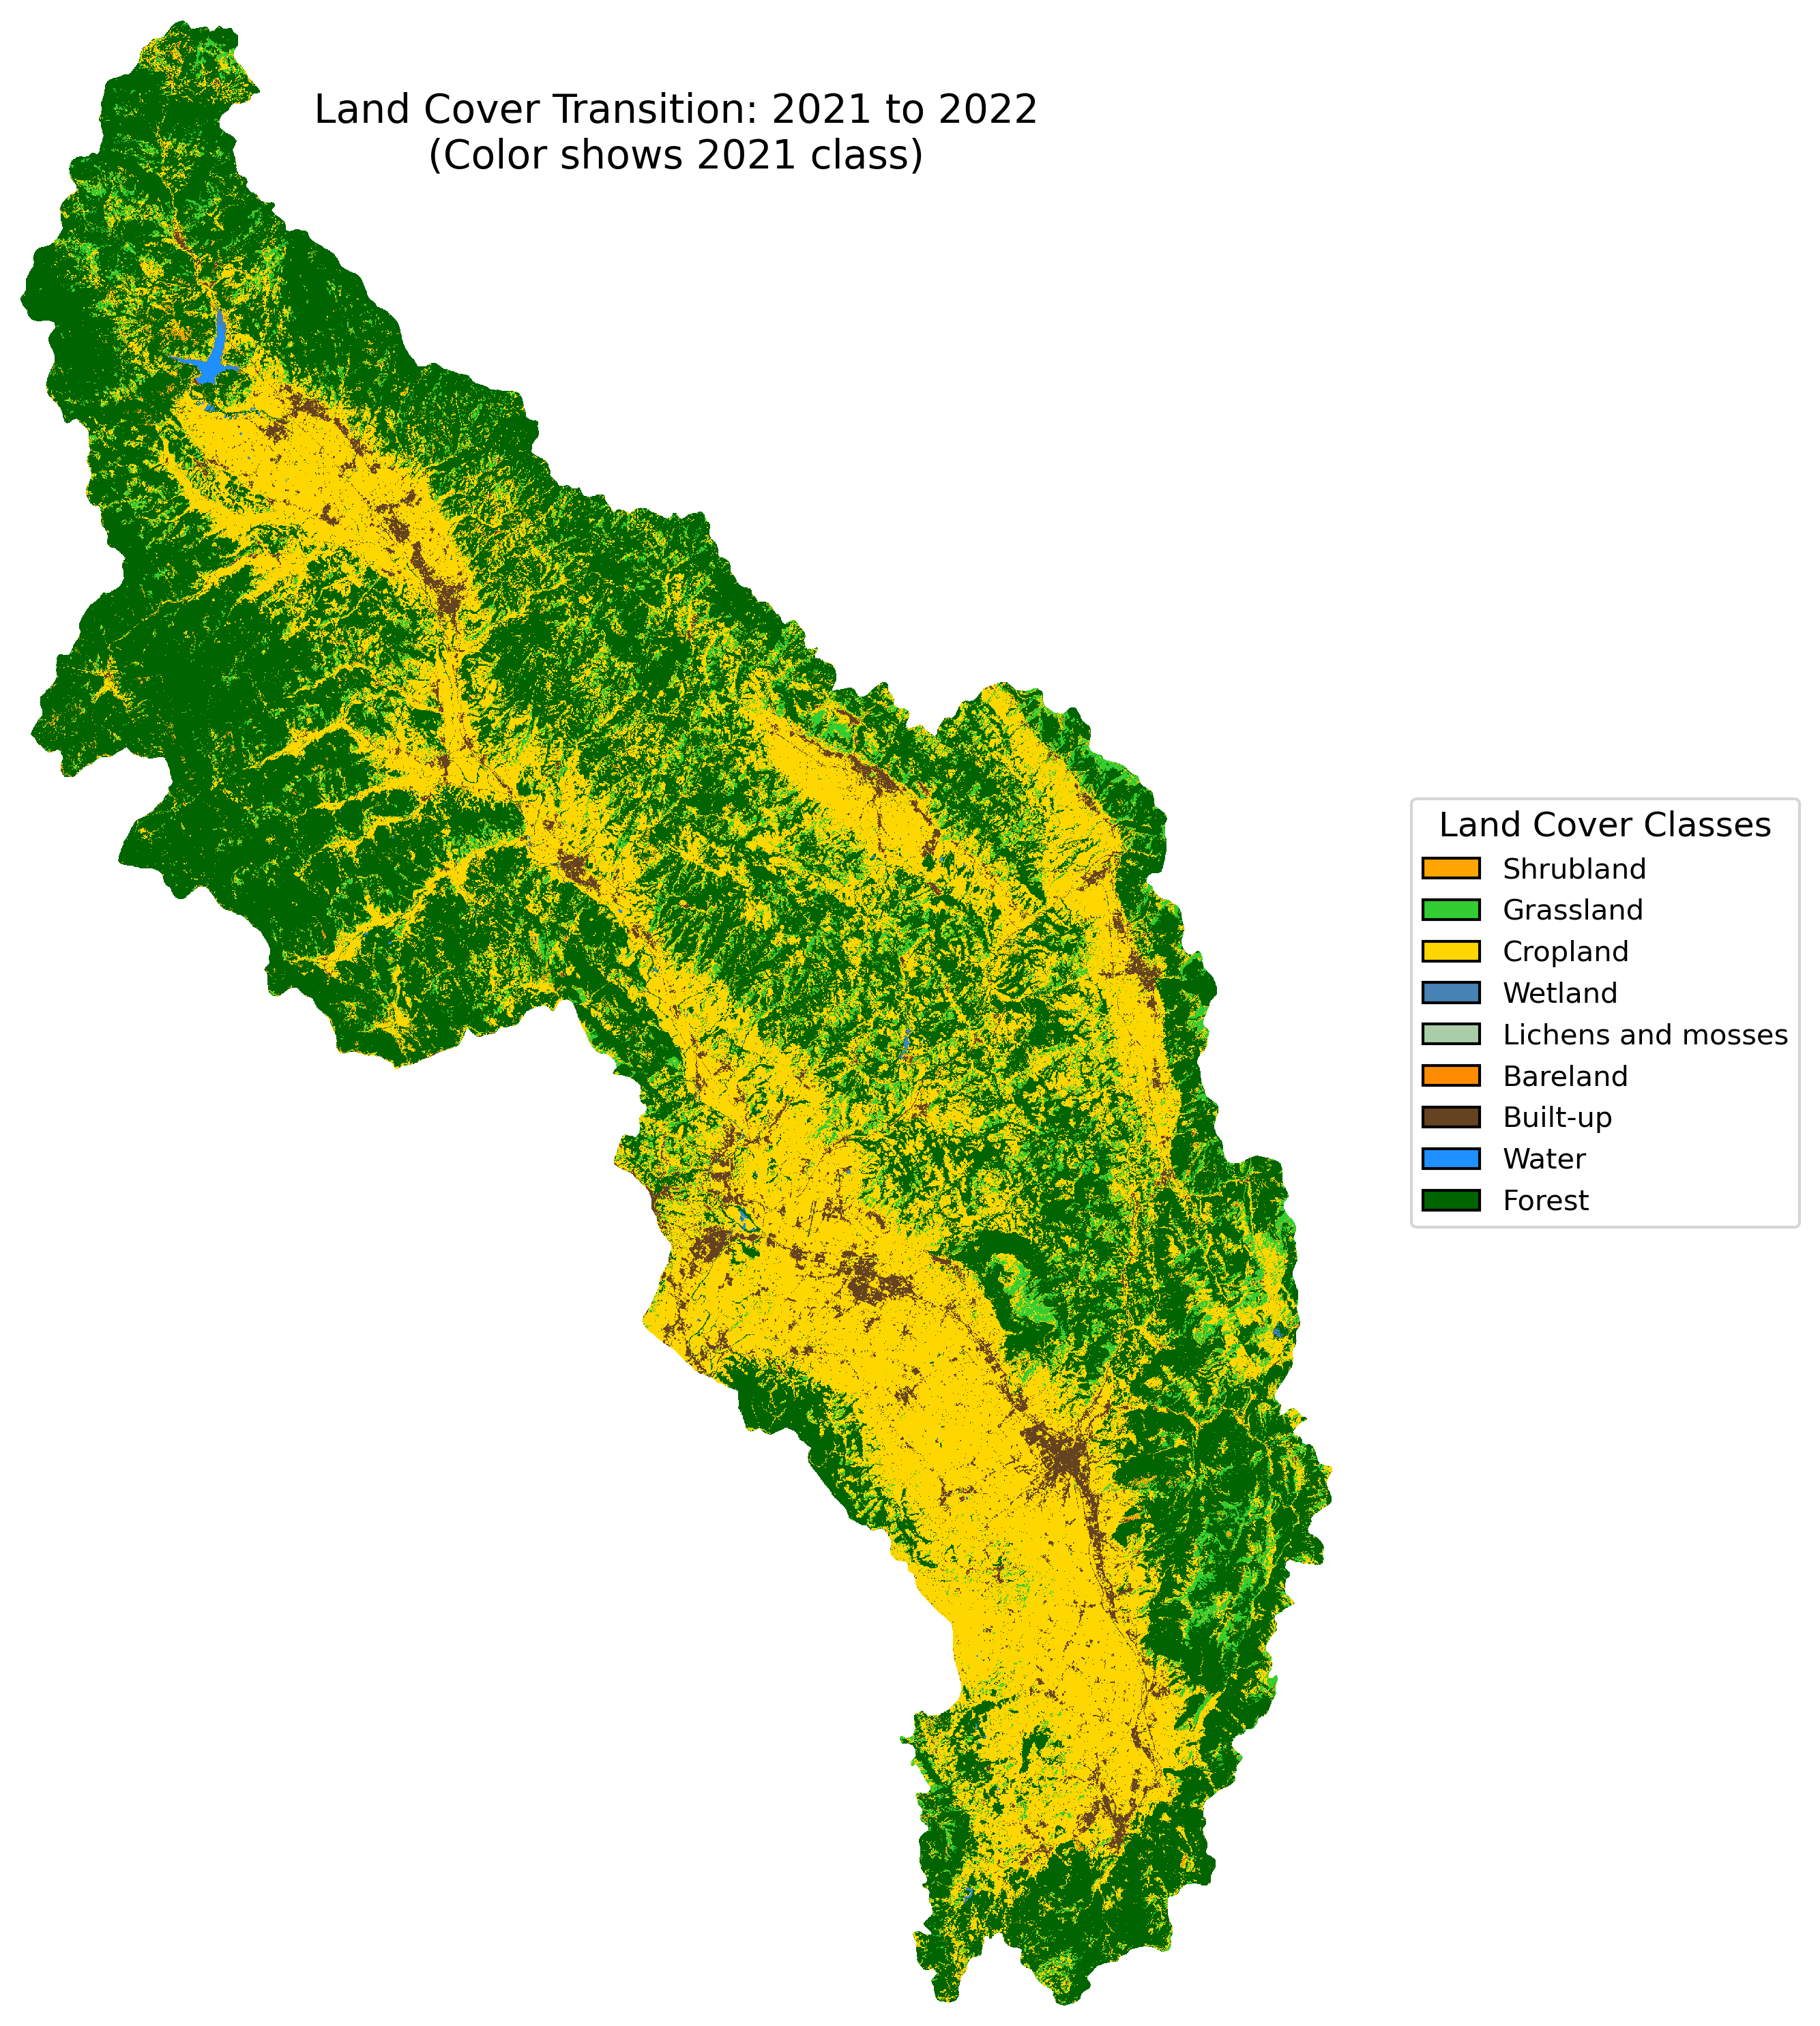 Land Cover Transition: 2021 to 2022
(Color shows 2021 class)
Land Cover Classes
Shrubland
Grassland
Cropland
Wetland
Lichens and mosses
Bareland
Built-up
Water
Forest